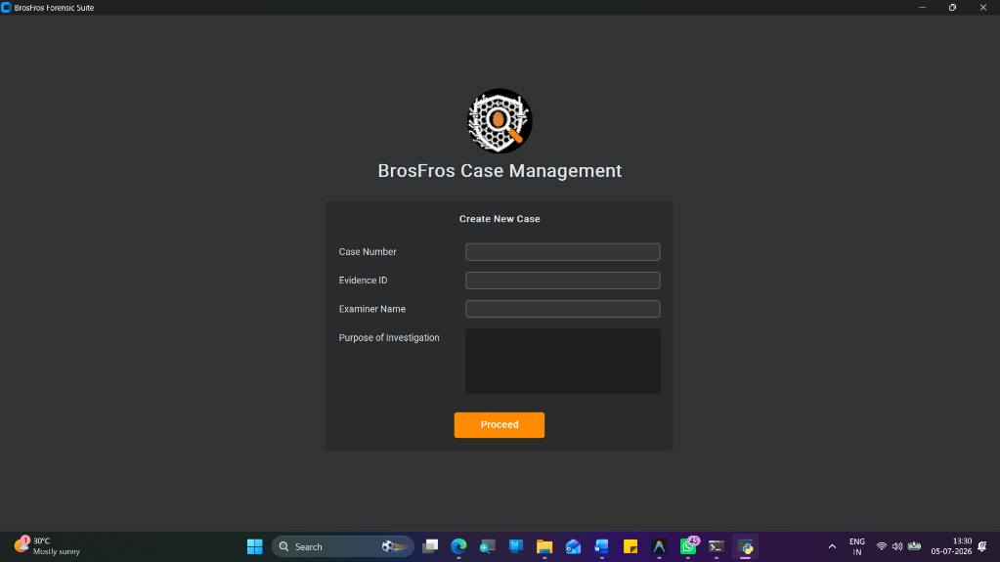 BrosFros Forensic Suite
BrosFros Case Management
Create New Case
Case Number
Evidence ID
Examiner Name
Purpose of Investigation
Proceed
1
30°C
Mostly sunny
Search
45
ENG
IN
13:30
05-07-2026